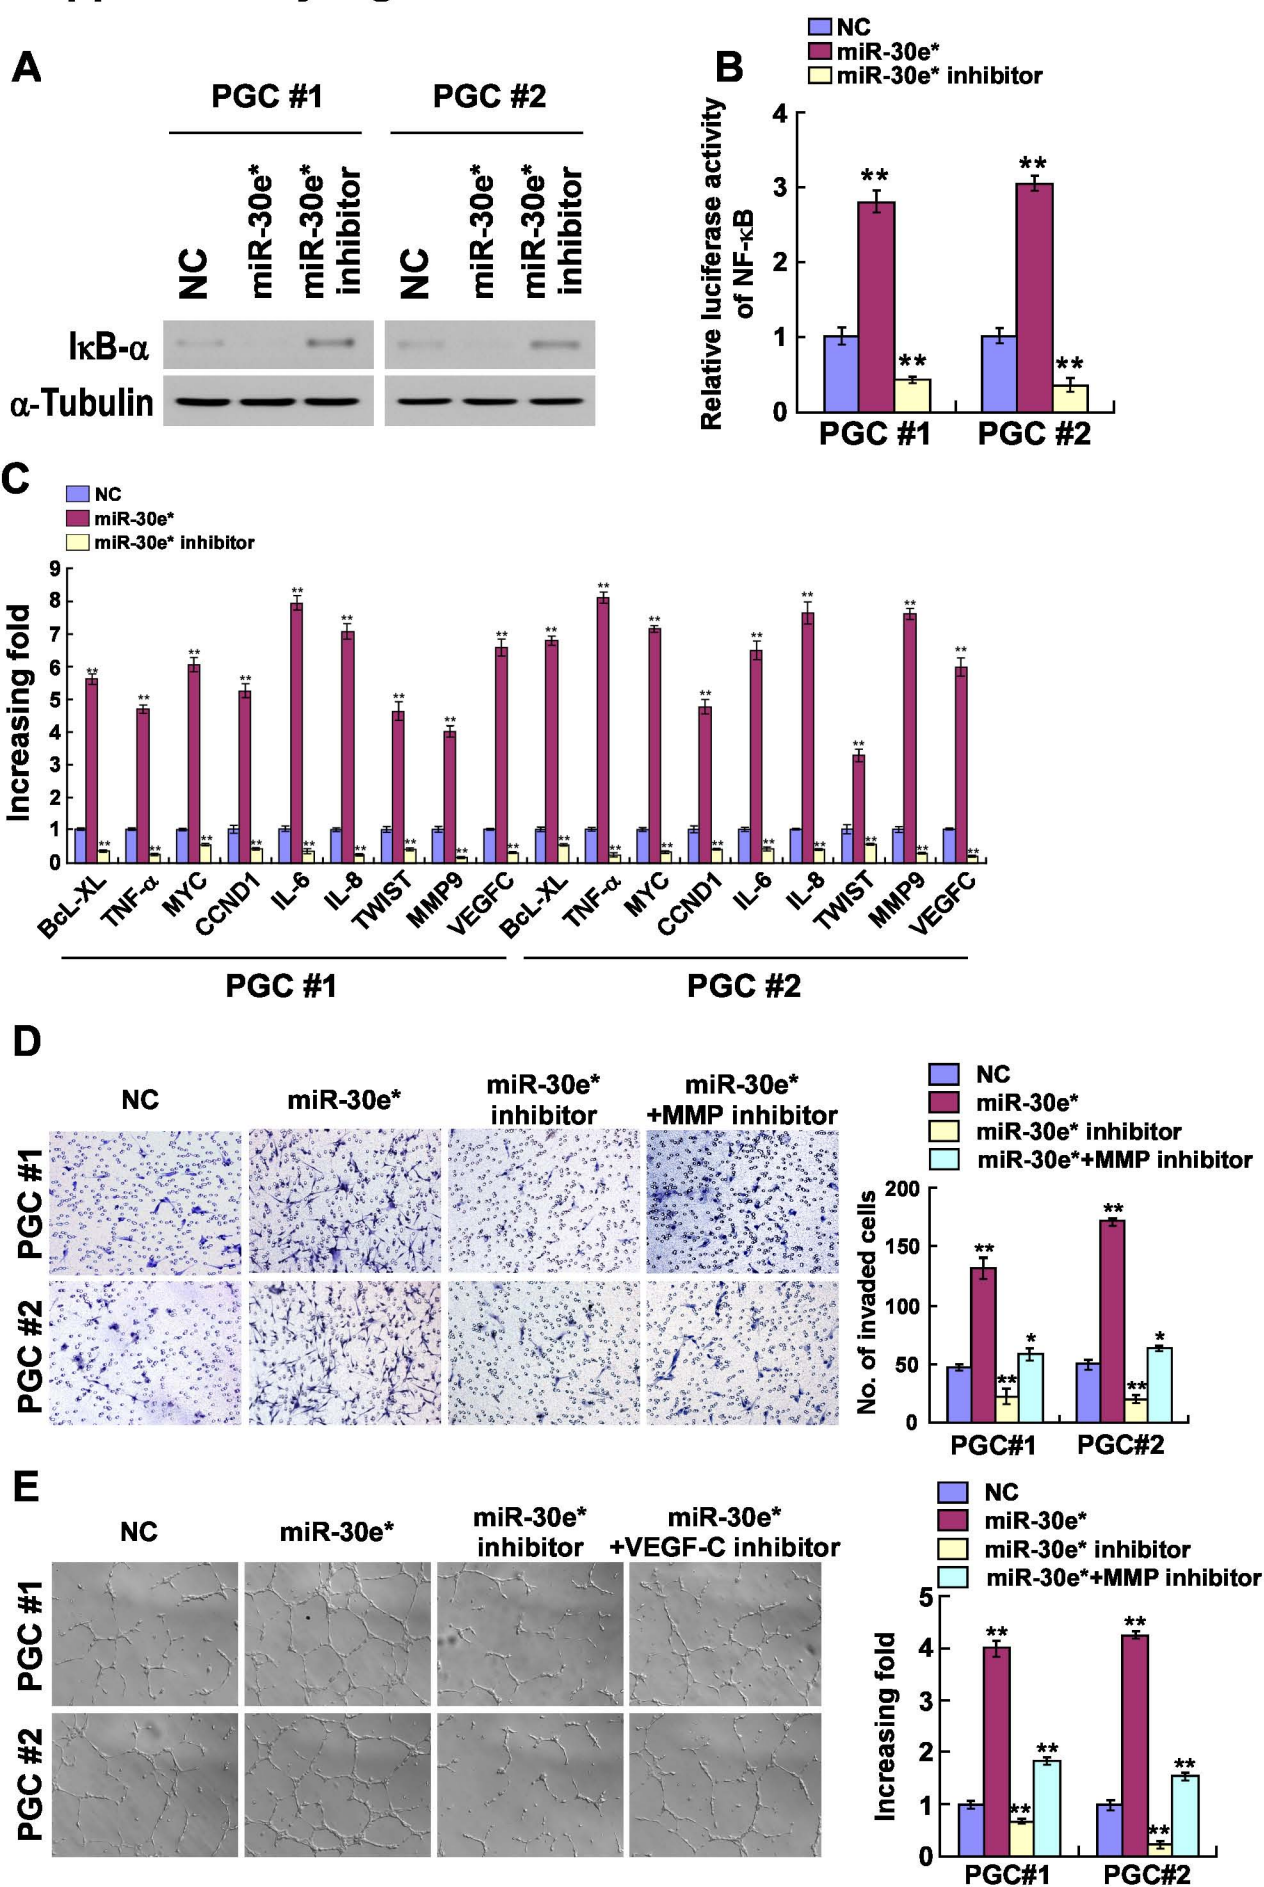 A
PGC #1
PGC #2
NC
miR-30e*
miR-30e*
inhibitor
NC
miR-30e*
miR-30e*
inhibitor
IκB-α
α-Tubulin
B
NC
miR-30e*
miR-30e* inhibitor
Relative luciferase activity
of NF-κB
4
3
2
1
0
**
**
**
**
PGC #1
PGC #2
C
NC
miR-30e*
miR-30e* inhibitor
Increasing fold
9
8
7
6
5
4
3
2
1
0
** ** ** ** ** ** ** ** ** ** ** ** ** ** ** ** ** **
** ** ** ** ** ** ** ** ** ** ** ** ** ** ** ** ** **
BcL-XL TNF-α MYC CCND1 IL-6 IL-8 TWIST MMP9 VEGFC BcL-XL TNF-α MYC CCND1 IL-6 IL-8 TWIST MMP9 VEGFC
PGC #1
PGC #2
D
NC
miR-30e*
miR-30e*
inhibitor
miR-30e*
+MMP inhibitor
PGC #1
PGC #2
NC
miR-30e*
miR-30e* inhibitor
miR-30e*+MMP inhibitor
No. of invaded cells
200
150
100
50
0
**
**
*
**
**
*
PGC#1
PGC#2
E
NC
miR-30e*
miR-30e*
inhibitor
miR-30e*
+VEGF-C inhibitor
PGC #1
PGC #2
NC
miR-30e*
miR-30e* inhibitor
miR-30e*+MMP inhibitor
Increasing fold
5
4
3
2
1
0
**
**
**
**
**
**
PGC#1
PGC#2